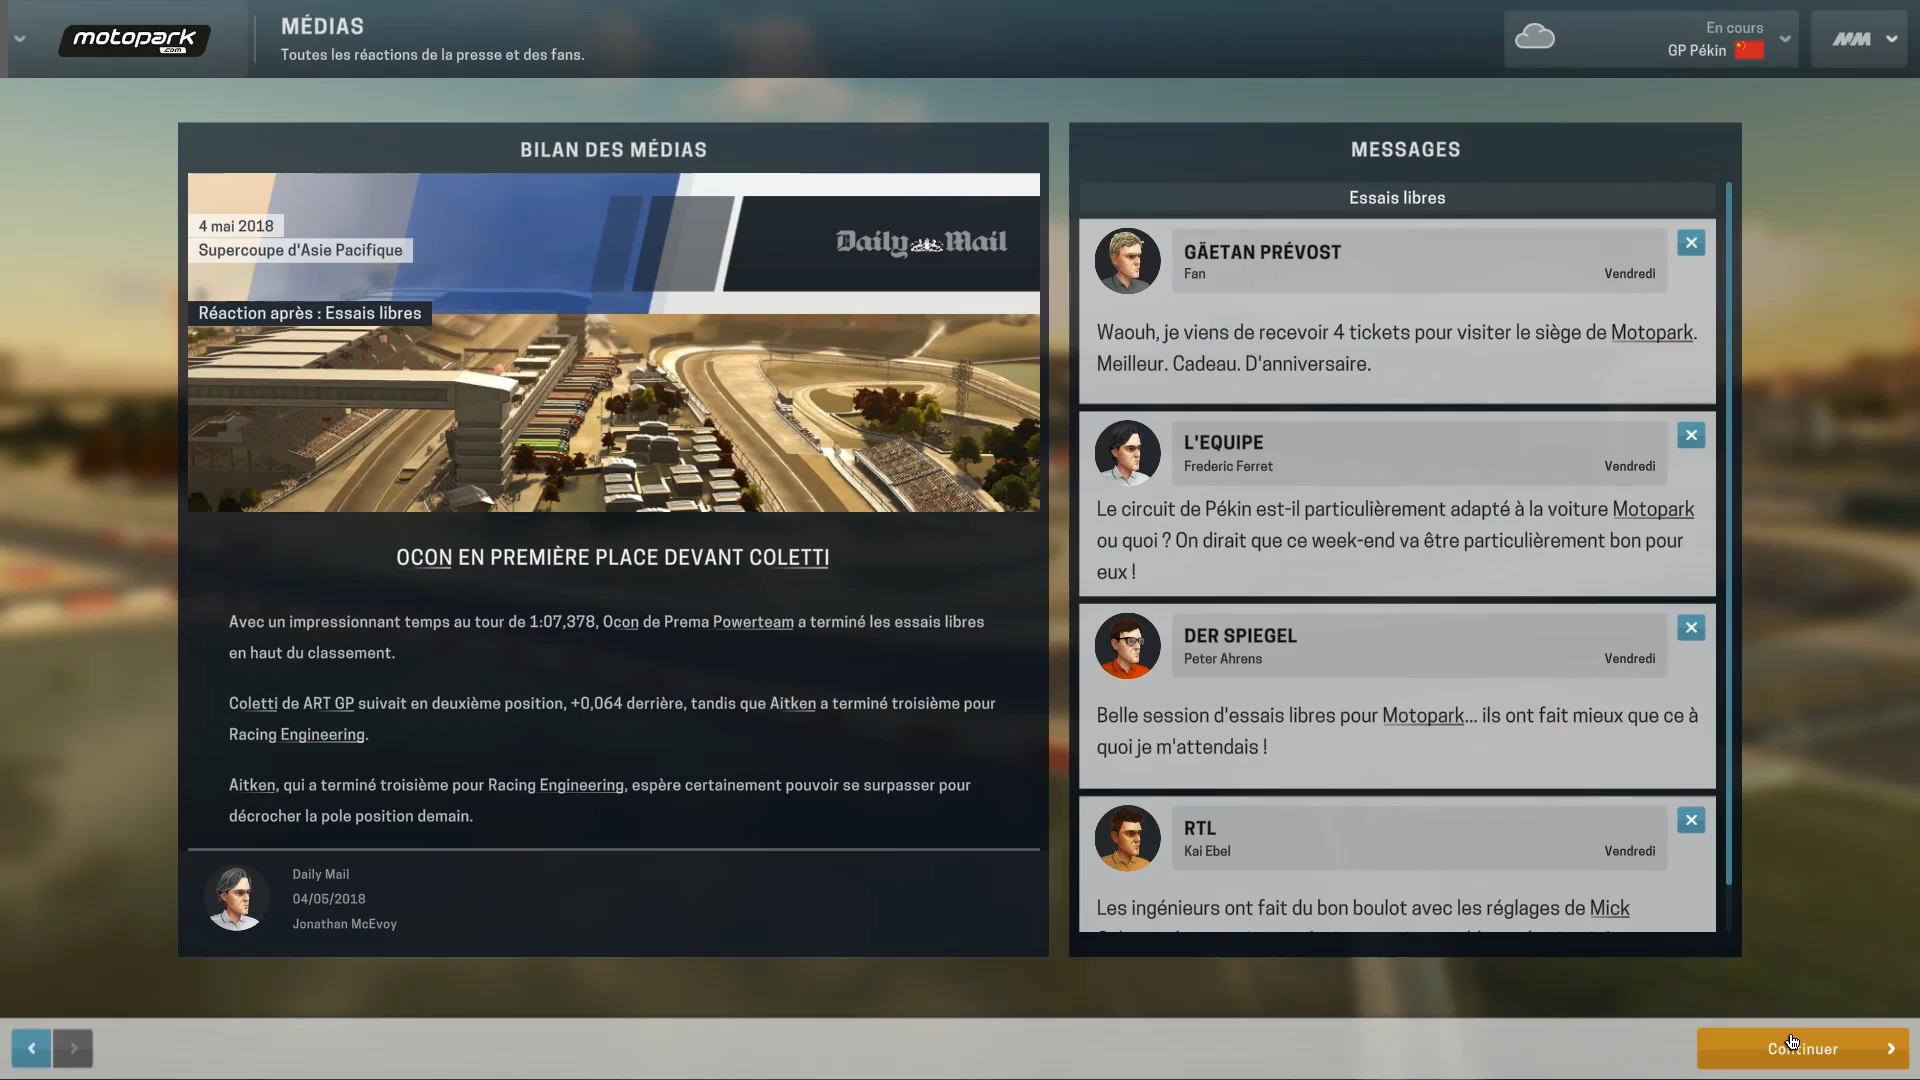 motopark
.com
MÉDIAS
Toutes les réactions de la presse et des fans.
En cours
GP Pékin
BILAN DES MÉDIAS
4 mai 2018
Supercoupe d'Asie Pacifique
Daily Mail
Réaction après : Essais libres
OCON EN PREMIÈRE PLACE DEVANT COLETTI
Avec un impressionnant temps au tour de 1:07,378, Ocon de Prema Powerteam a terminé les essais libres
en haut du classement.
Coletti de ART GP suivait en deuxième position, +0,064 derrière, tandis que Aitken a terminé troisième pour
Racing Engineering.
Aitken, qui a terminé troisième pour Racing Engineering, espère certainement pouvoir se surpasser pour
décrocher la pole position demain.
Daily Mail
04/05/2018
Jonathan McEvoy
MESSAGES
Essais libres
GÄETAN PRÉVOST
Fan
Vendredi
Waouh, je viens de recevoir 4 tickets pour visiter le siège de Motopark.
Meilleur. Cadeau. D'anniversaire.
L'EQUIPE
Frederic Ferret
Vendredi
Le circuit de Pékin est-il particulièrement adapté à la voiture Motopark
ou quoi ? On dirait que ce week-end va être particulièrement bon pour
eux !
DER SPIEGEL
Peter Ahrens
Vendredi
Belle session d'essais libres pour Motopark... ils ont fait mieux que ce à
quoi je m'attendais !
RTL
Kai Ebel
Vendredi
Les ingénieurs ont fait du bon boulot avec les réglages de Mick
Continuer